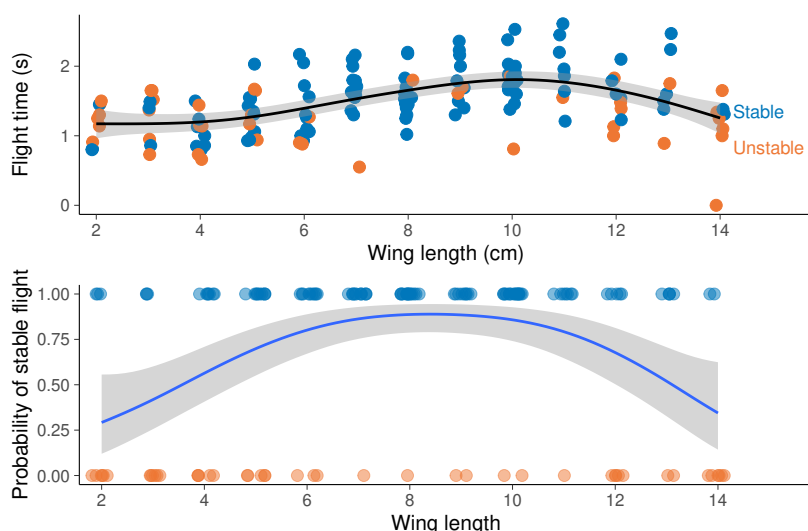 Flight time (s)
2
1
0
Stable
Unstable
2 4 6 8 10 12 14
Wing length (cm)
Probability of stable flight
1.00
0.75
0.50
0.25
0.00
2 4 6 8 10 12 14
Wing length